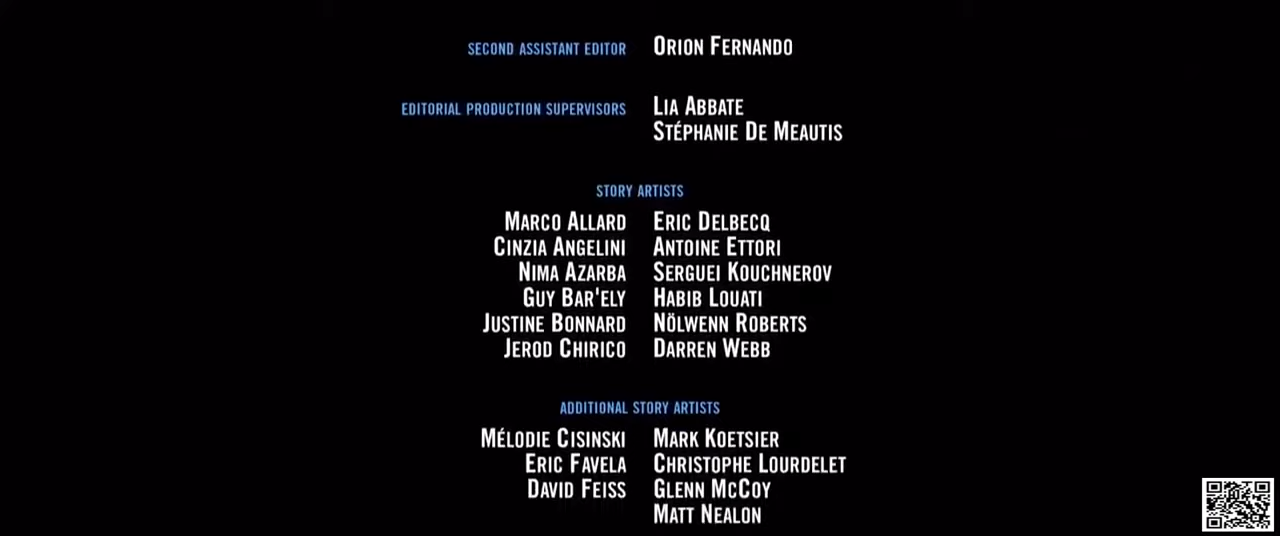 SECOND ASSISTANT EDITOR ORION FERNANDO
EDITORIAL PRODUCTION SUPERVISORS LIA ABBATE
STÉPHANIE DE MEAUTIS
STORY ARTISTS
MARCO ALLARD ERIC DELBECQ
CINZIA ANGELINI ANTOINE ETTORI
NIMA AZARBA SERGUEI KOUCHNEROV
GUY BAR'ELY HABIB LOUATI
JUSTINE BONNARD NÖLWENN ROBERTS
JEROD CHIRICO DARREN WEBB
ADDITIONAL STORY ARTISTS
MÉLODIE CISINSKI MARK KOETSIER
ERIC FAVELA CHRISTOPHE LOURDELET
DAVID FEISS GLENN MCCOY
MATT NEALON